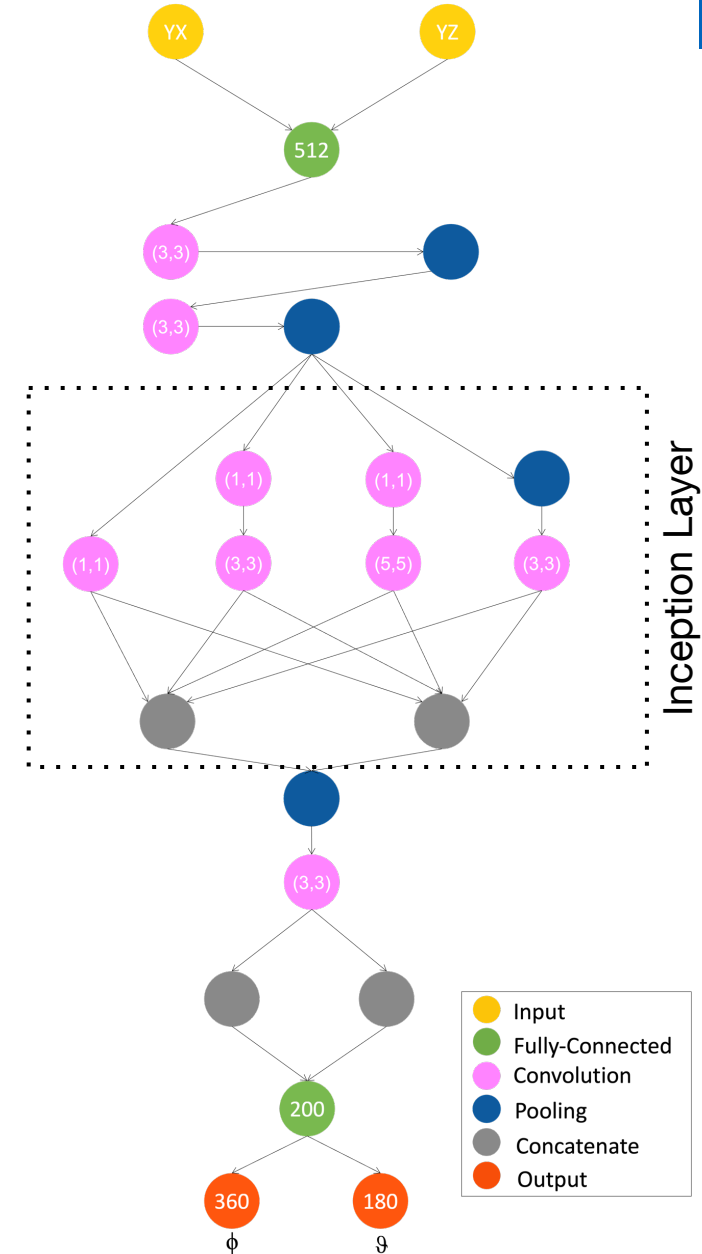 YX
YZ
512
(3,3)
(3,3)
(1,1)
(1,1)
(1,1)
(3,3)
(5,5)
(3,3)
Inception Layer
(3,3)
200
360
180
ϕ
ϑ
Input
Fully-Connected
Convolution
Pooling
Concatenate
Output